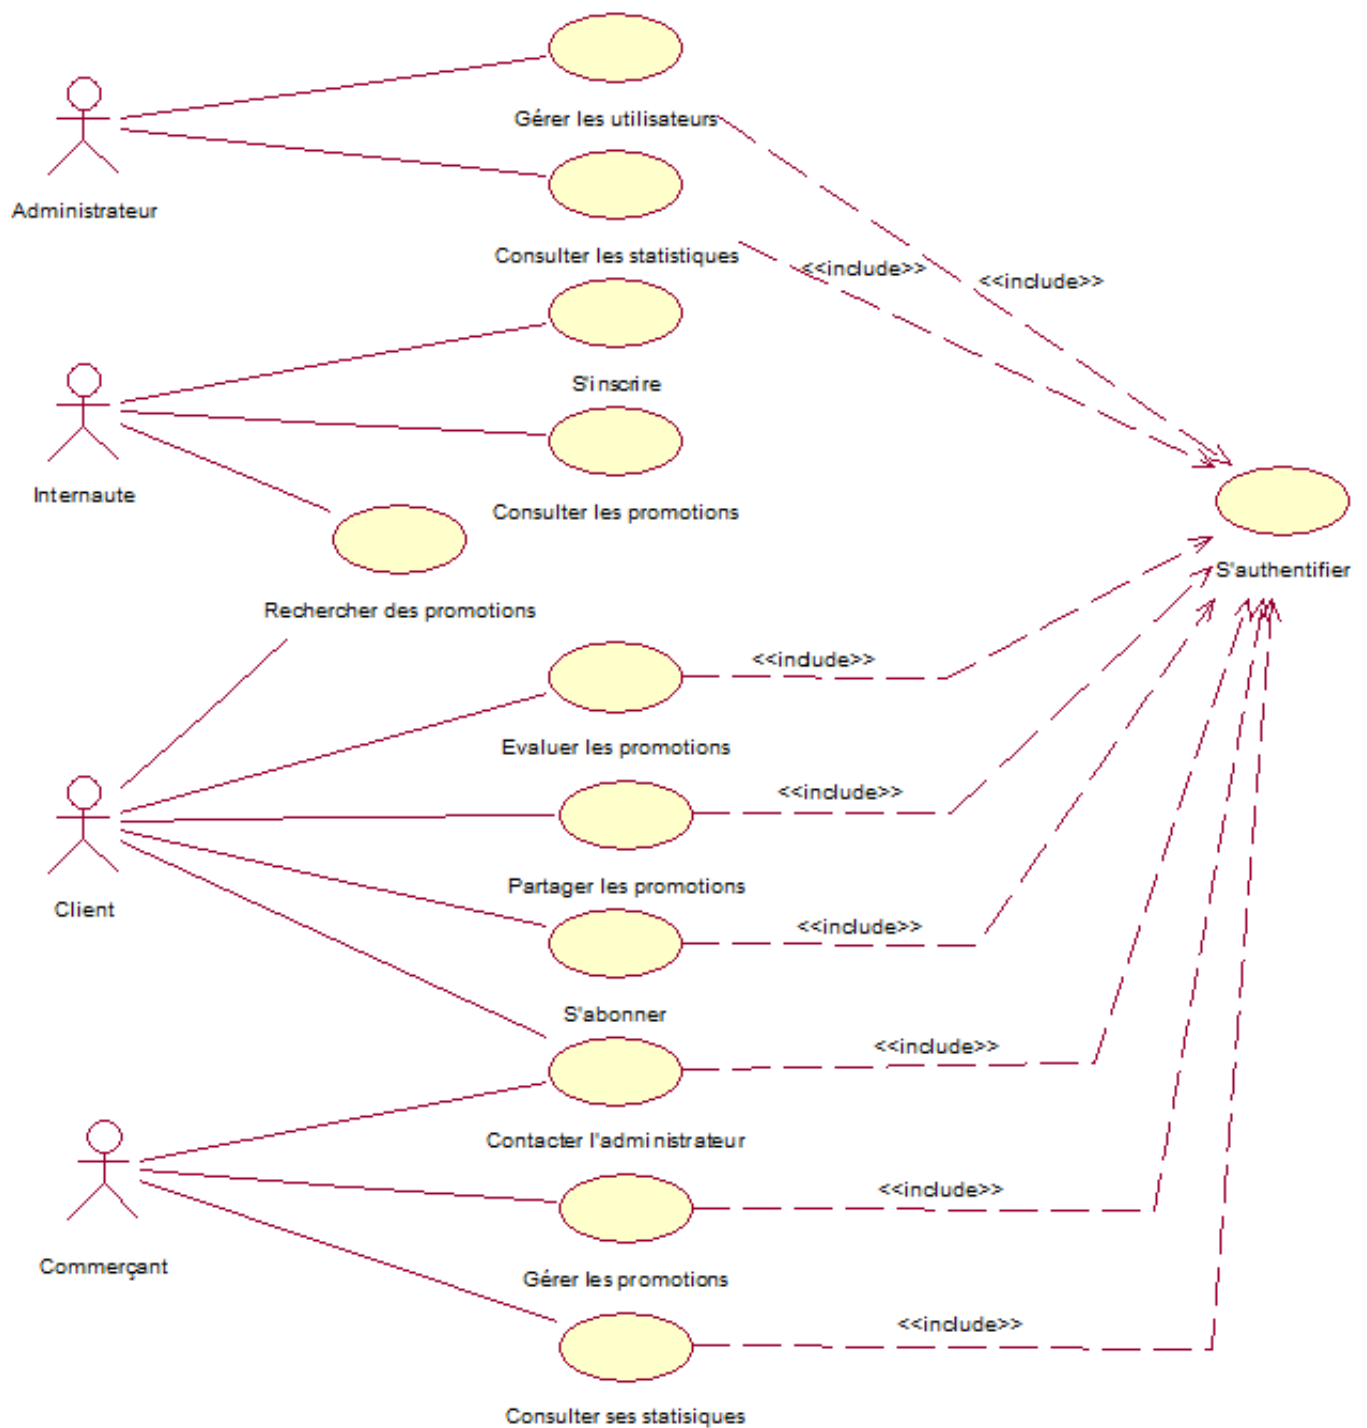 Gérer les utilisateurs
Administrateur
Consulter les statistiques
<<include>>
<<include>>
S'inscrire
Internaute
Consulter les promotions
S'authentifier
Rechercher des promotions
<<include>>
Evaluer les promotions
<<include>>
Partager les promotions
Client
<<include>>
S'abonner
<<include>>
Contacter l'administrateur
<<include>>
Commerçant
Gérer les promotions
<<include>>
Consulter ses statisiques